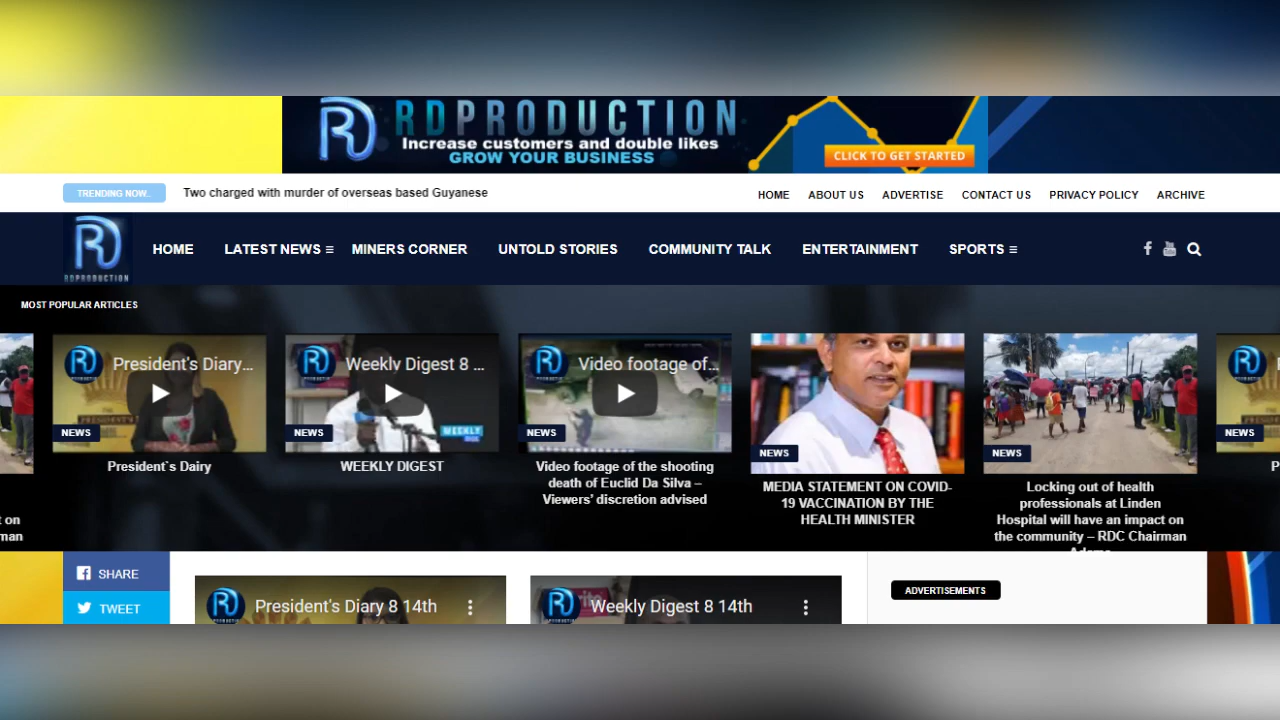 RDPRODUCTION
Increase customers and double likes
GROW YOUR BUSINESS
CLICK TO GET STARTED
TRENDING NOW..
Two charged with murder of overseas based Guyanese
HOME ABOUT US ADVERTISE CONTACT US PRIVACY POLICY ARCHIVE
RDPRODUCTION
HOME LATEST NEWS ≡ MINERS CORNER UNTOLD STORIES COMMUNITY TALK ENTERTAINMENT SPORTS ≡
MOST POPULAR ARTICLES
President's Diary...
NEWS
President`s Dairy
Weekly Digest 8 ...
WEEKLY
NEWS
WEEKLY DIGEST
Video footage of...
NEWS
Video footage of the shooting
death of Euclid Da Silva –
Viewers' discretion advised
NEWS
MEDIA STATEMENT ON COVID-
19 VACCINATION BY THE
HEALTH MINISTER
NEWS
Locking out of health
professionals at Linden
Hospital will have an impact on
the community – RDC Chairman
Adams
NEWS
t on
man
P
SHARE
TWEET
President's Diary 8 14th
Weekly Digest 8 14th
ADVERTISEMENTS